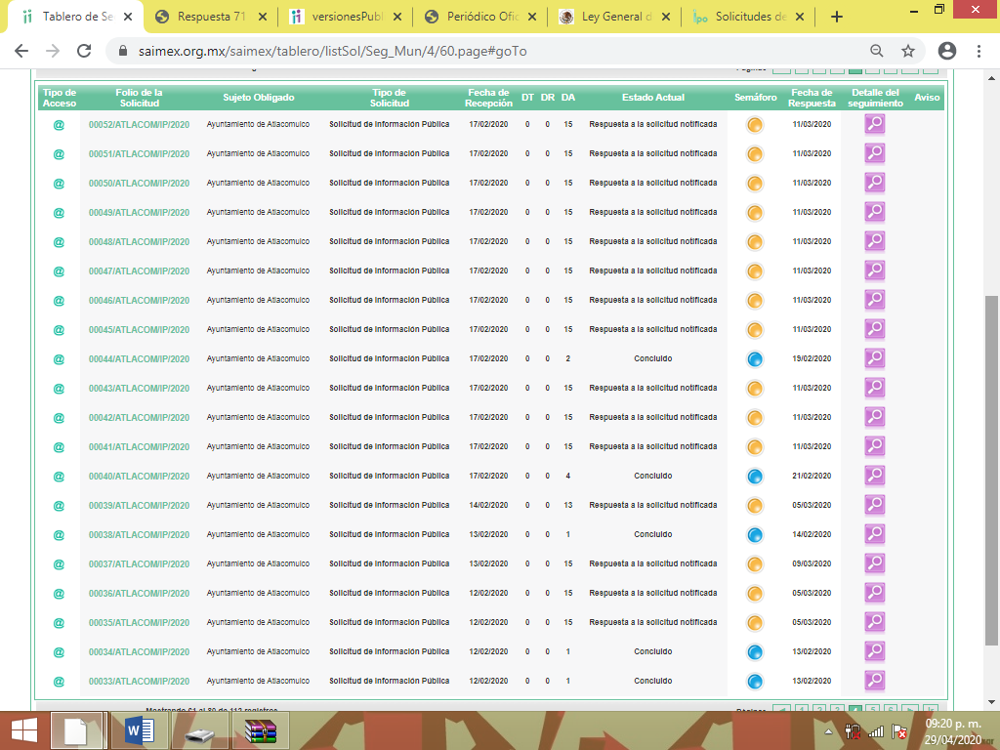 Tablero de Se
Respuesta 71
versionesPubl
Periódico Ofic
Ley General d
ipo Solicitudes de
saimex.org.mx/saimex/tablero/listSol/Seg_Mun/4/60.page#goTo
Tipo de Acceso Folio de la Solicitud Sujeto Obligado Tipo de Solicitud Fecha de Recepción DT DR DA Estado Actual Semáforo Fecha de Respuesta Detalle del seguimiento Aviso
@ 00052/ATLACOM/IP/2020 Ayuntamiento de Atlacomulco Solicitud de Información Pública 17/02/2020 0 0 15 Respuesta a la solicitud notificada 11/03/2020
@ 00051/ATLACOM/IP/2020 Ayuntamiento de Atlacomulco Solicitud de Información Pública 17/02/2020 0 0 15 Respuesta a la solicitud notificada 11/03/2020
@ 00050/ATLACOM/IP/2020 Ayuntamiento de Atlacomulco Solicitud de Información Pública 17/02/2020 0 0 15 Respuesta a la solicitud notificada 11/03/2020
@ 00049/ATLACOM/IP/2020 Ayuntamiento de Atlacomulco Solicitud de Información Pública 17/02/2020 0 0 15 Respuesta a la solicitud notificada 11/03/2020
@ 00048/ATLACOM/IP/2020 Ayuntamiento de Atlacomulco Solicitud de Información Pública 17/02/2020 0 0 15 Respuesta a la solicitud notificada 11/03/2020
@ 00047/ATLACOM/IP/2020 Ayuntamiento de Atlacomulco Solicitud de Información Pública 17/02/2020 0 0 15 Respuesta a la solicitud notificada 11/03/2020
@ 00046/ATLACOM/IP/2020 Ayuntamiento de Atlacomulco Solicitud de Información Pública 17/02/2020 0 0 15 Respuesta a la solicitud notificada 11/03/2020
@ 00045/ATLACOM/IP/2020 Ayuntamiento de Atlacomulco Solicitud de Información Pública 17/02/2020 0 0 15 Respuesta a la solicitud notificada 11/03/2020
@ 00044/ATLACOM/IP/2020 Ayuntamiento de Atlacomulco Solicitud de Información Pública 17/02/2020 0 0 2 Concluido 19/02/2020
@ 00043/ATLACOM/IP/2020 Ayuntamiento de Atlacomulco Solicitud de Información Pública 17/02/2020 0 0 15 Respuesta a la solicitud notificada 11/03/2020
@ 00042/ATLACOM/IP/2020 Ayuntamiento de Atlacomulco Solicitud de Información Pública 17/02/2020 0 0 15 Respuesta a la solicitud notificada 11/03/2020
@ 00041/ATLACOM/IP/2020 Ayuntamiento de Atlacomulco Solicitud de Información Pública 17/02/2020 0 0 15 Respuesta a la solicitud notificada 11/03/2020
@ 00040/ATLACOM/IP/2020 Ayuntamiento de Atlacomulco Solicitud de Información Pública 17/02/2020 0 0 4 Concluido 21/02/2020
@ 00039/ATLACOM/IP/2020 Ayuntamiento de Atlacomulco Solicitud de Información Pública 14/02/2020 0 0 13 Respuesta a la solicitud notificada 05/03/2020
@ 00038/ATLACOM/IP/2020 Ayuntamiento de Atlacomulco Solicitud de Información Pública 13/02/2020 0 0 1 Concluido 14/02/2020
@ 00037/ATLACOM/IP/2020 Ayuntamiento de Atlacomulco Solicitud de Información Pública 13/02/2020 0 0 15 Respuesta a la solicitud notificada 09/03/2020
@ 00036/ATLACOM/IP/2020 Ayuntamiento de Atlacomulco Solicitud de Información Pública 12/02/2020 0 0 15 Respuesta a la solicitud notificada 05/03/2020
@ 00035/ATLACOM/IP/2020 Ayuntamiento de Atlacomulco Solicitud de Información Pública 12/02/2020 0 0 15 Respuesta a la solicitud notificada 05/03/2020
@ 00034/ATLACOM/IP/2020 Ayuntamiento de Atlacomulco Solicitud de Información Pública 12/02/2020 0 0 1 Concluido 13/02/2020
@ 00033/ATLACOM/IP/2020 Ayuntamiento de Atlacomulco Solicitud de Información Pública 12/02/2020 0 0 1 Concluido 13/02/2020
Mostrando 61 al 80 de 112 registros
09:20 p. m.
29/04/2020